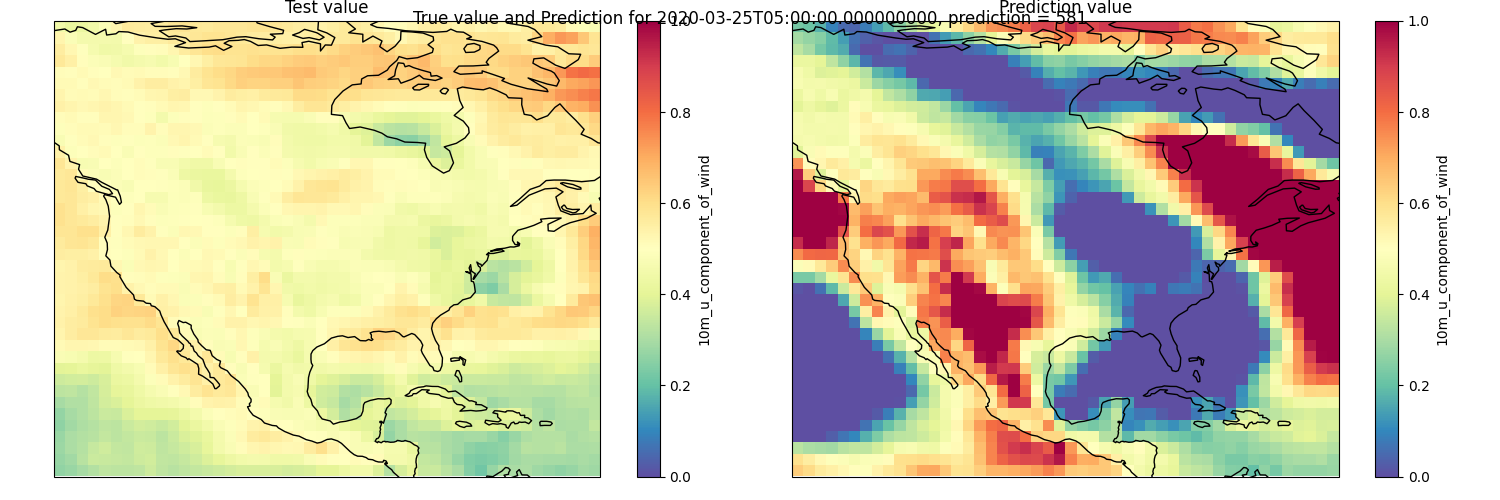 Test value
True value and Prediction for 2020-03-25T05:00:00.000000000, prediction = 581
Prediction value
1.0
0.8
0.6
0.4
0.2
0.0
10m_u_component_of_wind
1.0
0.8
0.6
0.4
0.2
0.0
10m_u_component_of_wind